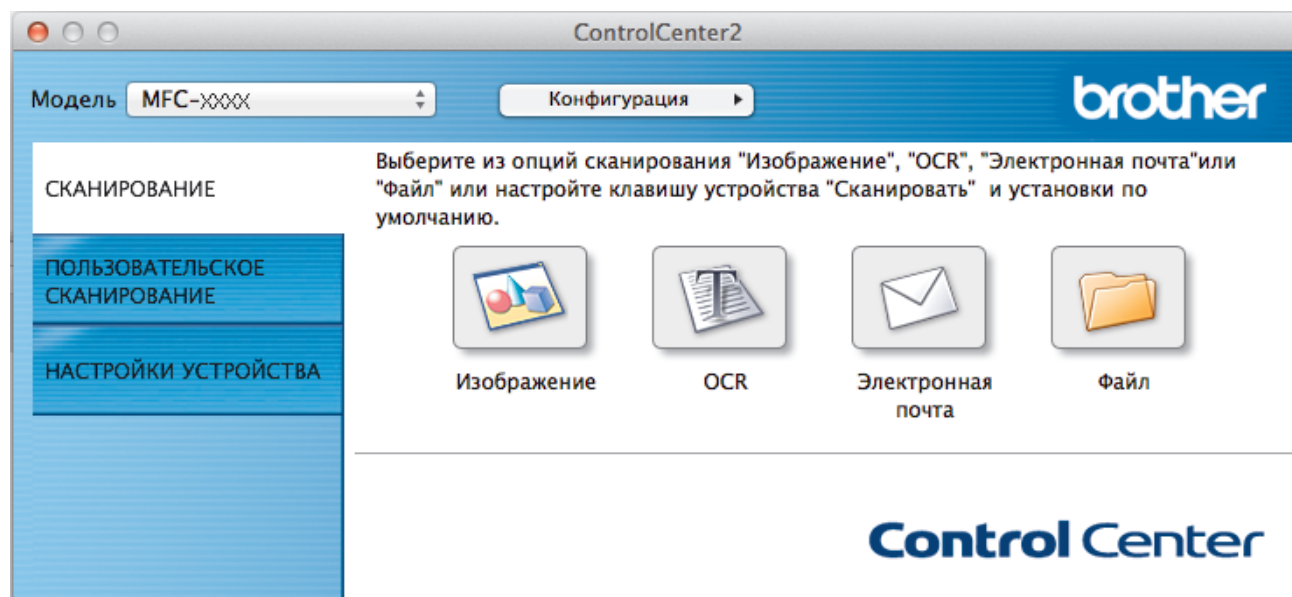 ControlCenter2
Модель MFC-XXXX Конфигурация
brother
Выберите из опций сканирования "Изображение", "OCR", "Электронная почта"или
"Файл" или настройте клавишу устройства "Сканировать" и установки по
умолчанию.
СКАНИРОВАНИЕ
ПОЛЬЗОВАТЕЛЬСКОЕ
СКАНИРОВАНИЕ
НАСТРОЙКИ УСТРОЙСТВА
Изображение
OCR
Электронная
почта
Файл
Control Center